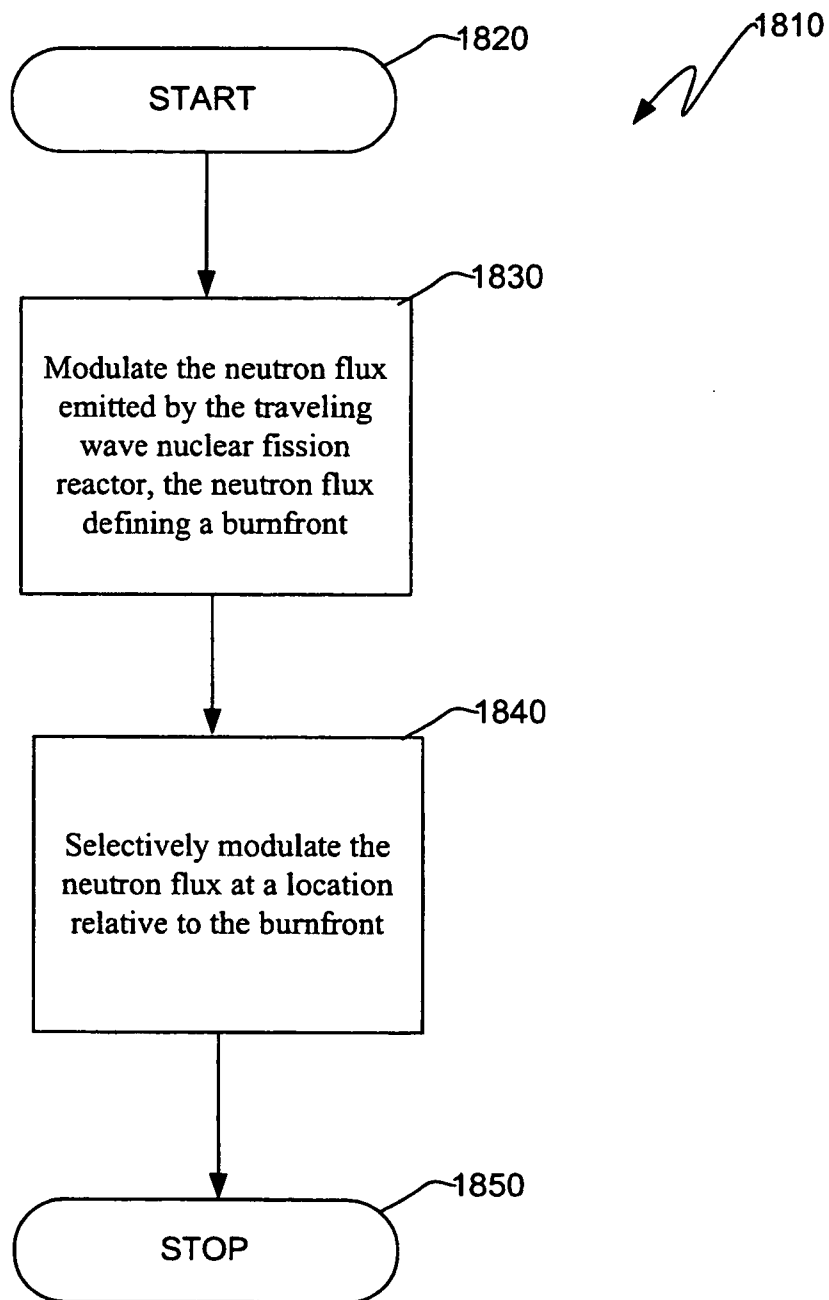 1820
1810
START
1830
Modulate the neutron flux
emitted by the traveling
wave nuclear fission
reactor, the neutron flux
defining a burnfront
1840
Selectively modulate the
neutron flux at a location
relative to the burnfront
1850
STOP